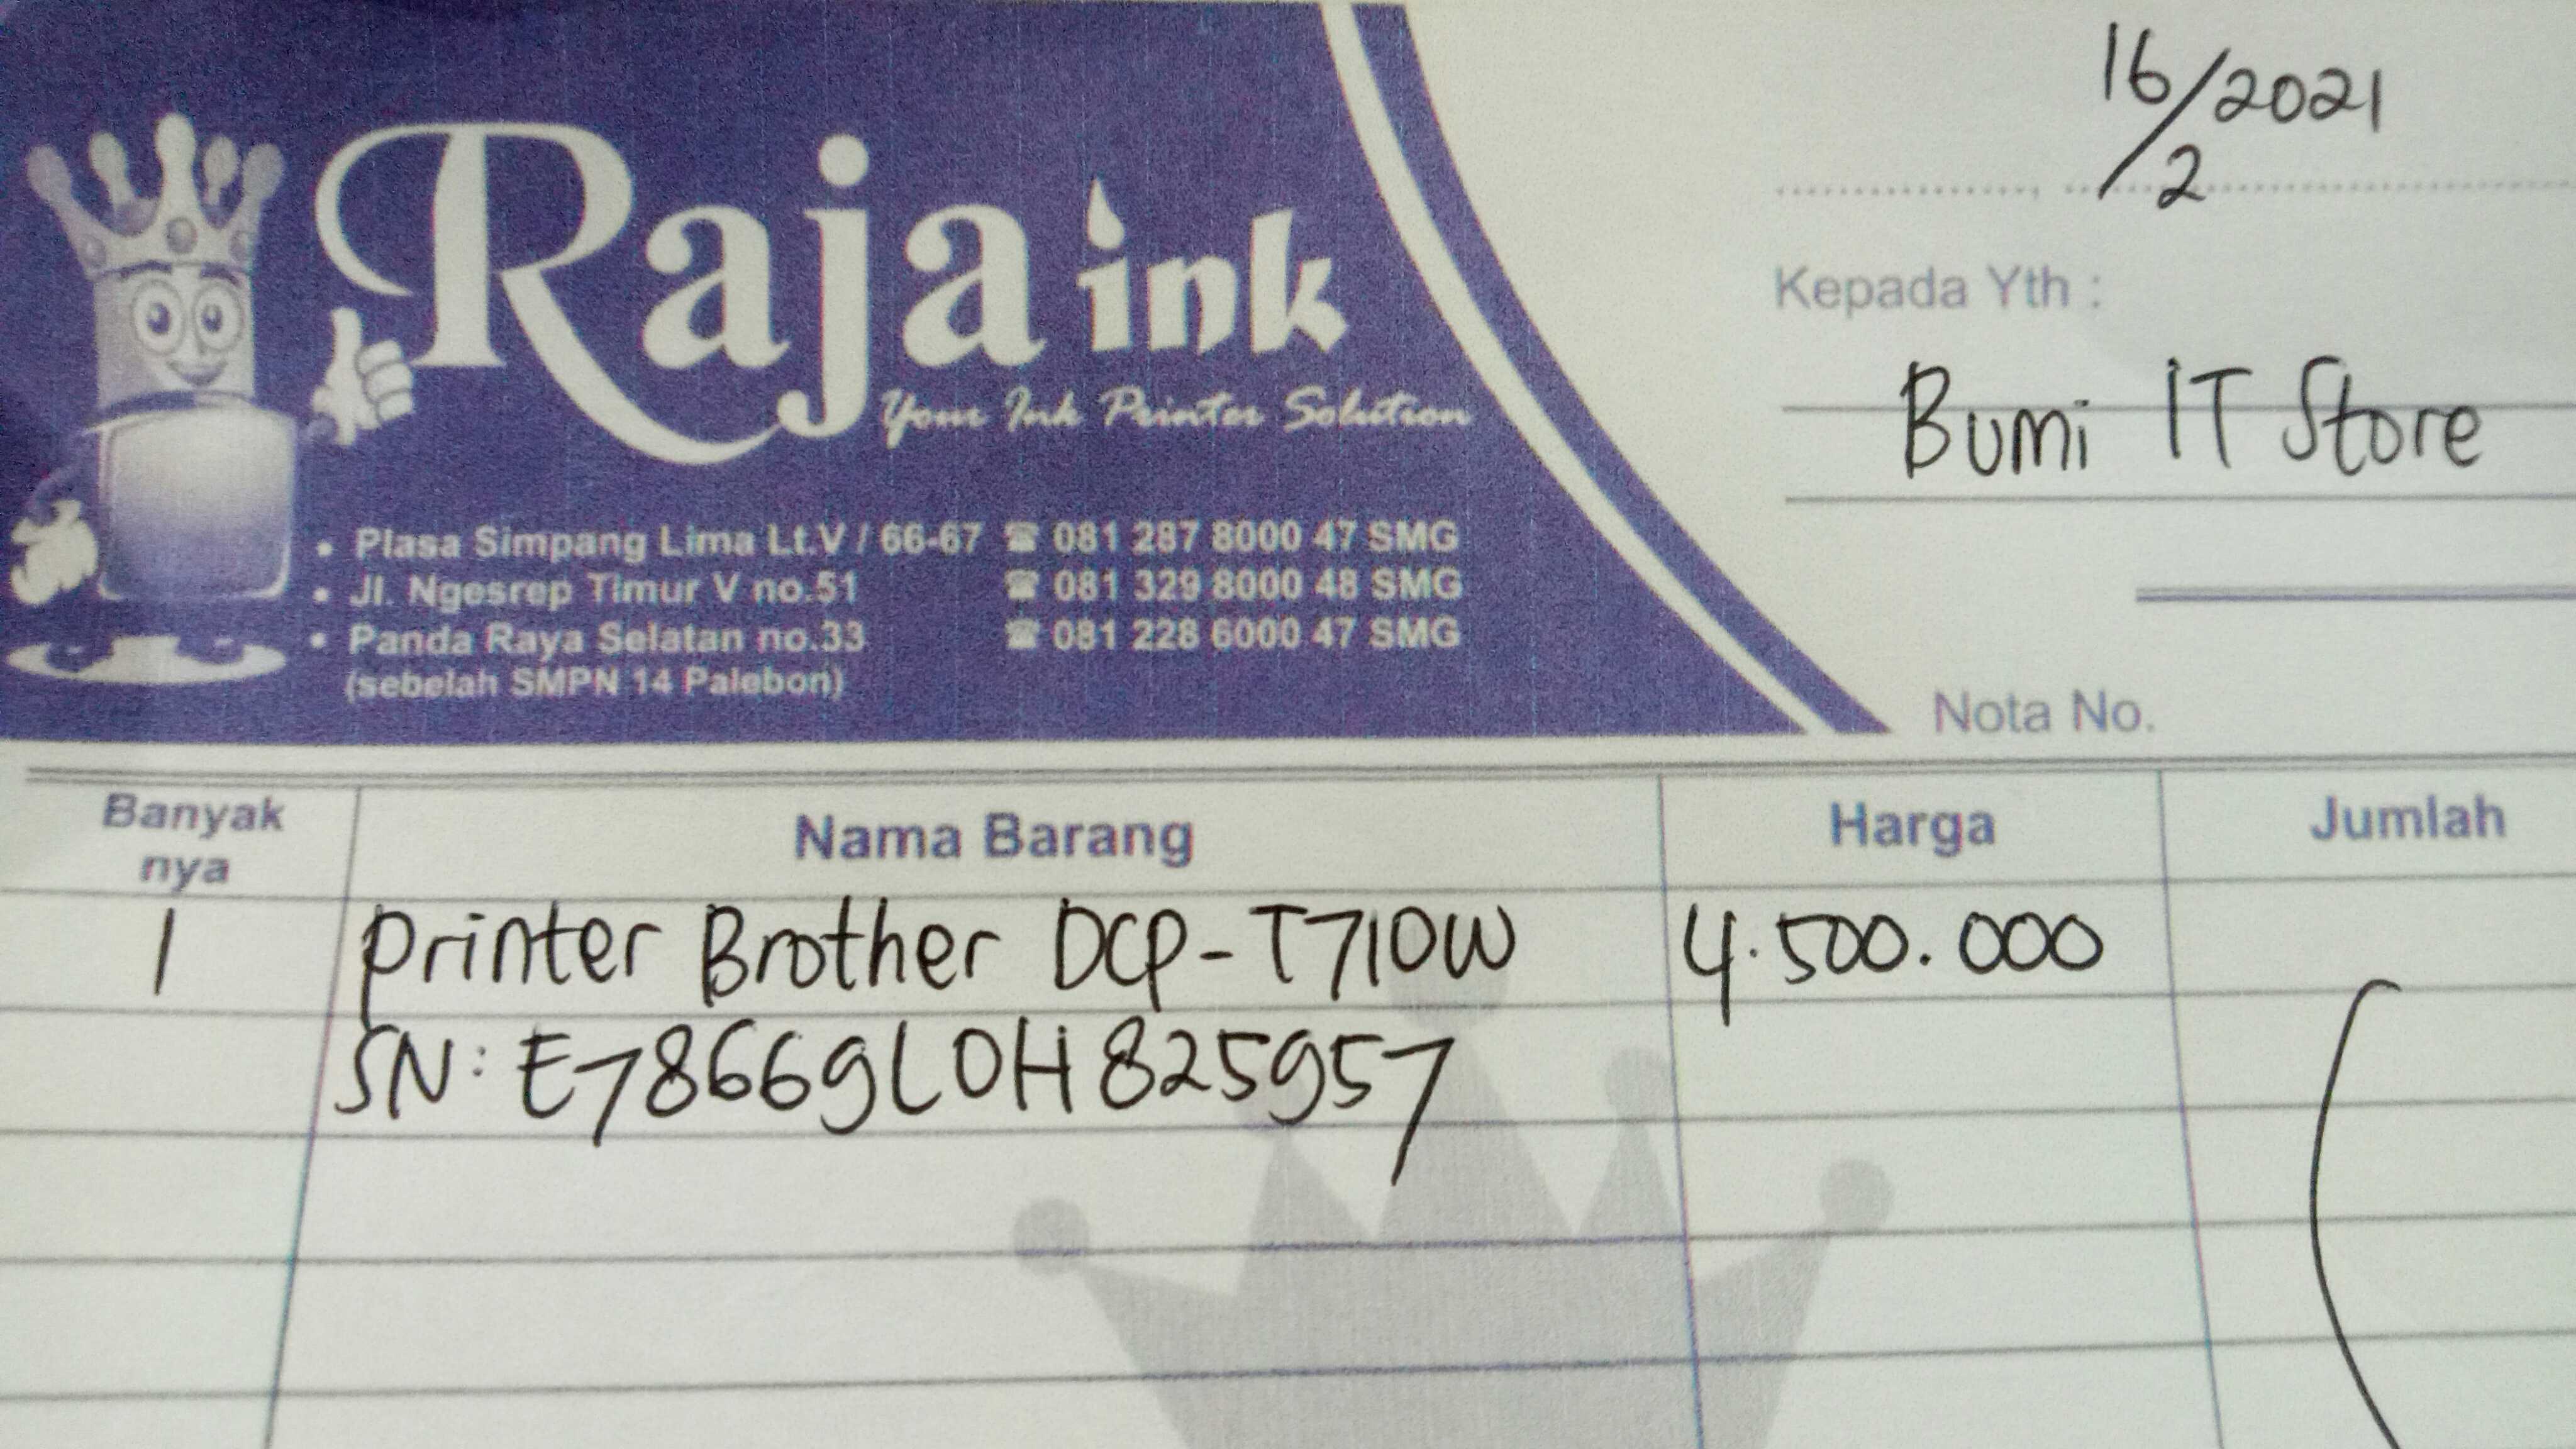 Raja ink
Your Ink Printer Solution
• Plasa Simpang Lima Lt.V / 66-67 ☎ 081 287 8000 47 SMG
• Jl. Ngesrep Timur V no.51 ☎ 081 329 8000 48 SMG
• Panda Raya Selatan no.33 ☎ 081 228 6000 47 SMG
(sebelah SMPN 14 Palebon)
16/2/2021
Kepada Yth :
Bumi IT Store
Nota No.
Banyak nya Nama Barang Harga Jumlah
1 Printer Brother DCP-T710W 4.500.000
SN: E78669L0H825957